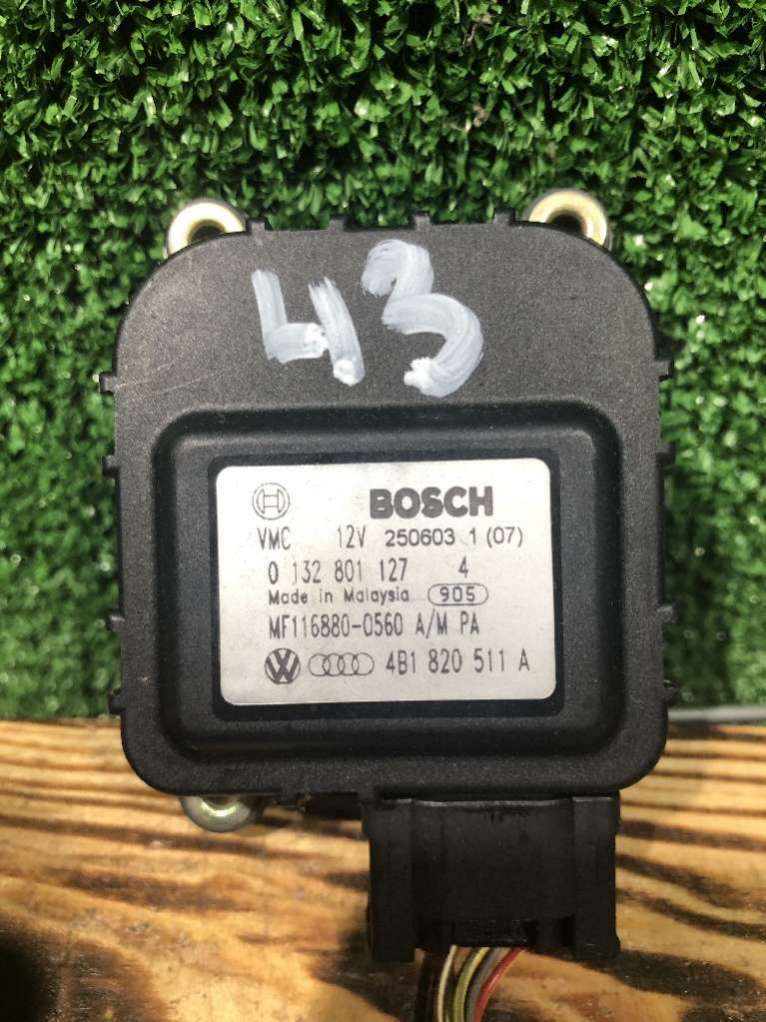 43
BOSCH
VMC 12V 250603 1 (07)
0 132 801 127 4
Made in Malaysia 905
MF116880-0560 A/M PA
VW 4B1 820 511 A